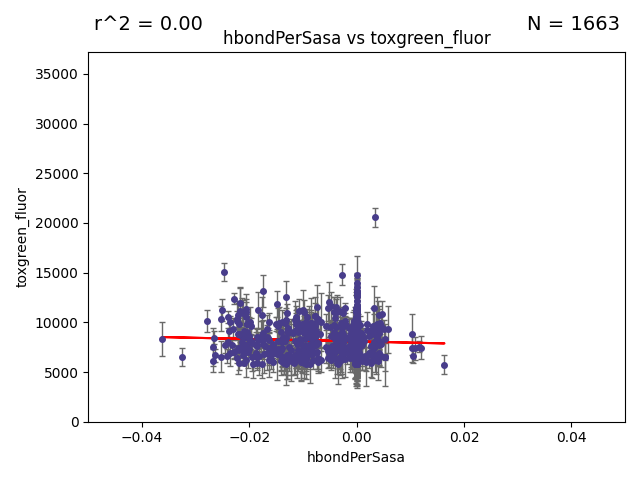 r^2 = 0.00
N = 1663
hbondPerSasa vs toxgreen_fluor
35000
30000
25000
20000
15000
10000
5000
0
toxgreen_fluor
−0.04
−0.02
0.00
0.02
0.04
hbondPerSasa